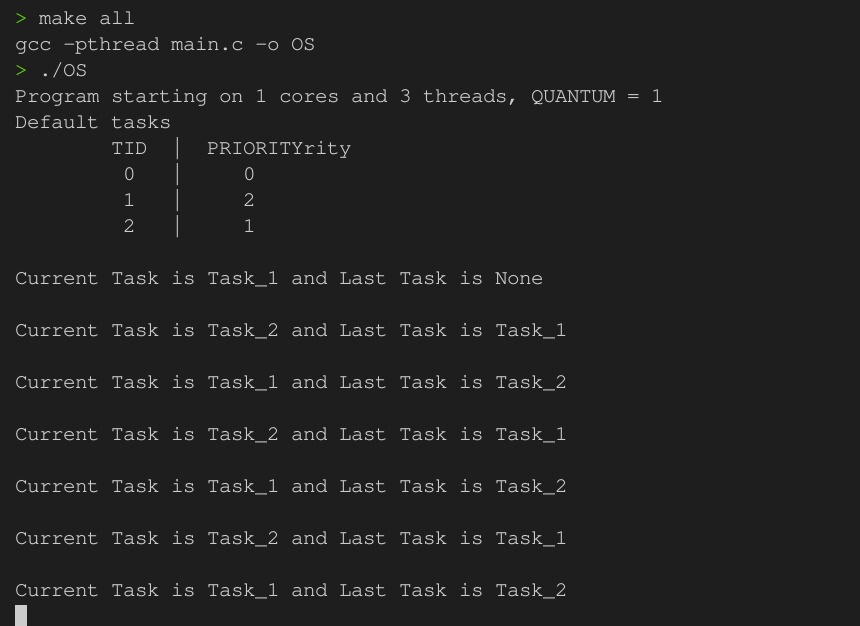 > make all
gcc -pthread main.c -o OS
> ./OS
Program starting on 1 cores and 3 threads, QUANTUM = 1
Default tasks
TID | PRIORITYrity
0 | 0
1 | 2
2 | 1
Current Task is Task_1 and Last Task is None
Current Task is Task_2 and Last Task is Task_1
Current Task is Task_1 and Last Task is Task_2
Current Task is Task_2 and Last Task is Task_1
Current Task is Task_1 and Last Task is Task_2
Current Task is Task_2 and Last Task is Task_1
Current Task is Task_1 and Last Task is Task_2